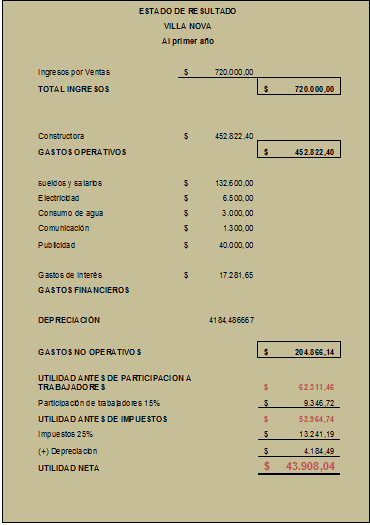 ESTADO DE RESULTADO
VILLA NOVA
Al primer año
Ingresos por Ventas $ 720.000,00
TOTAL INGRESOS $ 720.000,00
Constructora $ 452.822,40
GASTOS OPERATIVOS $ 452.822,40
sueldos y salarios $ 132.600,00
Electricidad $ 6.500,00
Consumo de agua $ 3.000,00
Comunicación $ 1.300,00
Publicidad $ 40.000,00
Gastos de Interés $ 17.281,65
GASTOS FINANCIEROS
DEPRECIACIÓN 4184,486667
GASTOS NO OPERATIVOS $ 204.866,14
UTILIDAD ANTES DE PARTICIPACION A
TRABAJADORES $ 62.311,46
Participación de trabajadores 15% $ 9.346,72
UTILIDAD ANTES DE IMPUESTOS $ 52.964,74
Impuestos 25% $ 13.241,19
(+) Depreciación $ 4.184,49
UTILIDAD NETA $ 43.908,04